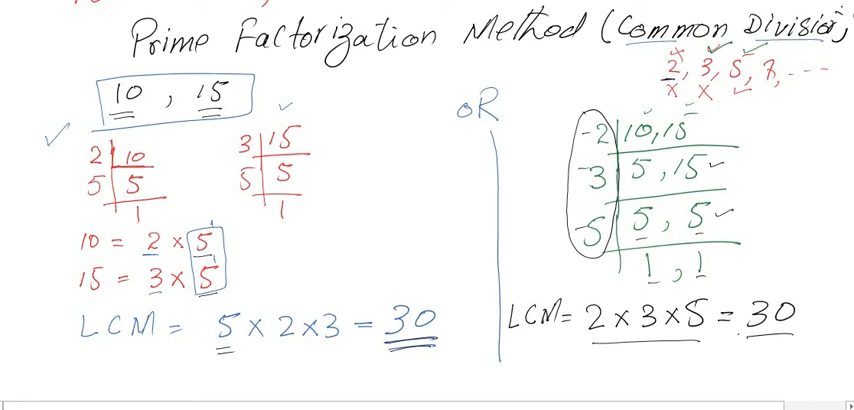 Prime Factorization Method (Common Division)
2, 3, 5, 7, ----
x x ✓
10 , 15
OR
2 | 10
5 | 5
1
3 | 15
5 | 5
1
10 = 2 × 5
15 = 3 × 5
LCM = 5 × 2 × 3 = 30
2 | 10, 15
3 | 5, 15
5 | 5, 5
1, 1
LCM = 2 × 3 × 5 = 30